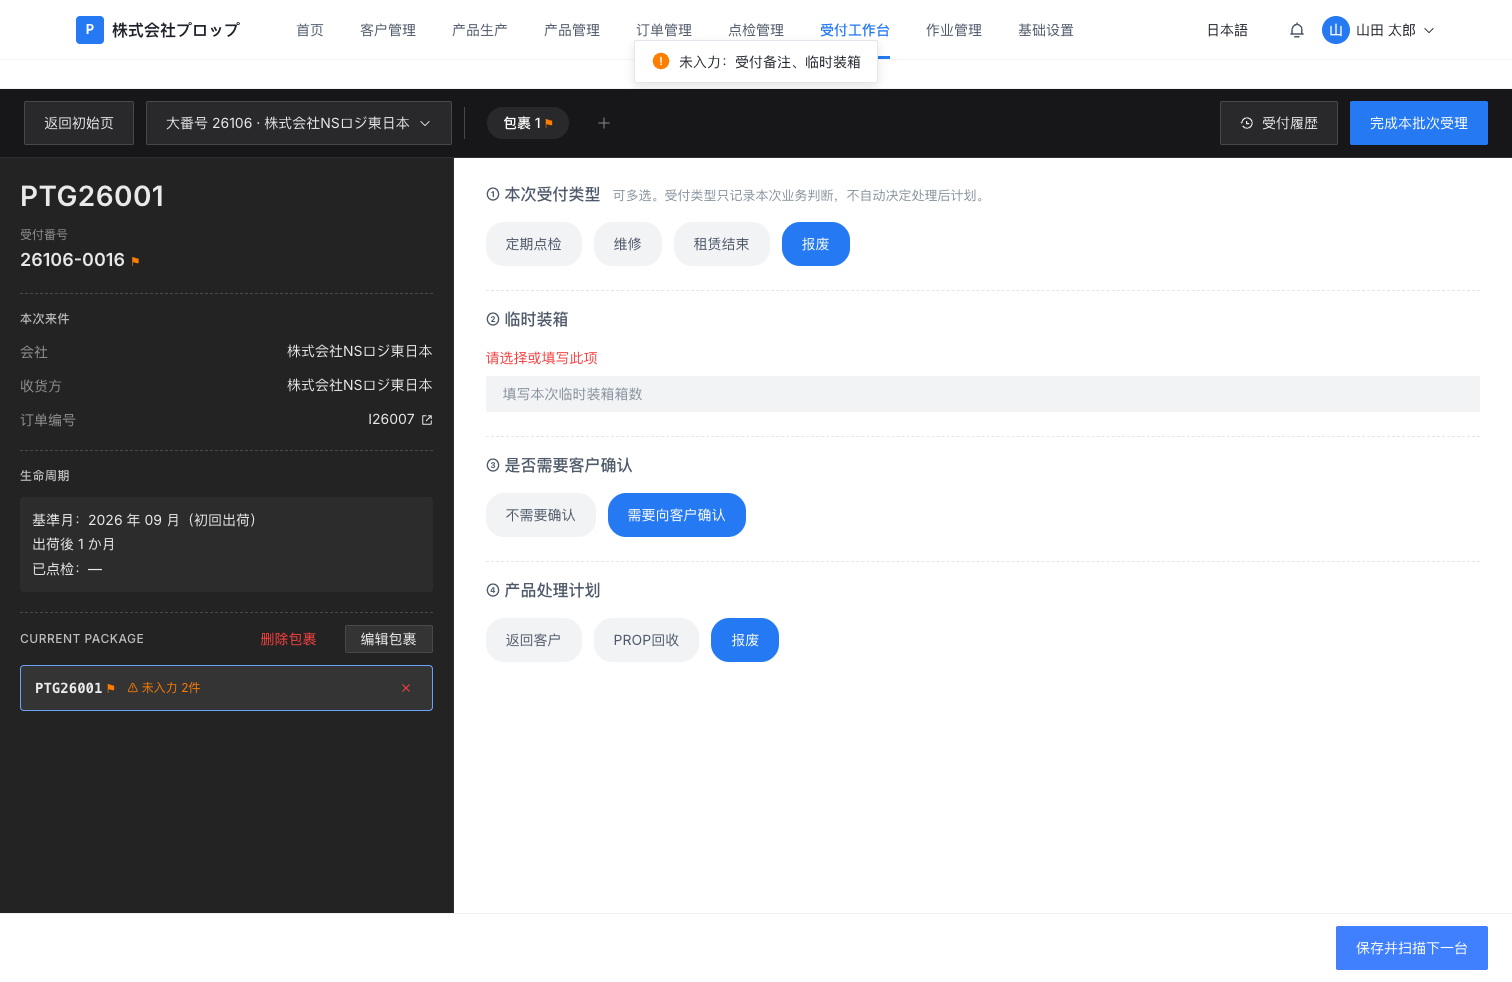 P 株式会社プロップ 首页 客户管理 产品生产 产品管理 订单管理 点检管理 受付工作台 作业管理 基础设置 日本語 山 山田 太郎
未入力：受付备注、临时装箱
返回初始页 大番号 26106 · 株式会社NSロジ東日本 包裹 1 + 受付履歴 完成本批次受理
PTG26001
受付番号
26106-0016
本次来件
会社 株式会社NSロジ東日本
收货方 株式会社NSロジ東日本
订单编号 I26007
生命周期
基準月：2026 年 09 月（初回出荷）
出荷後 1 か月
已点检：—
CURRENT PACKAGE 删除包裹 编辑包裹
PTG26001 未入力 2件 ×
① 本次受付类型 可多选。受付类型只记录本次业务判断，不自动决定处理后计划。
定期点检 维修 租赁结束 报废
② 临时装箱
请选择或填写此项
填写本次临时装箱箱数
③ 是否需要客户确认
不需要确认 需要向客户确认
④ 产品处理计划
返回客户 PROP回收 报废
保存并扫描下一台